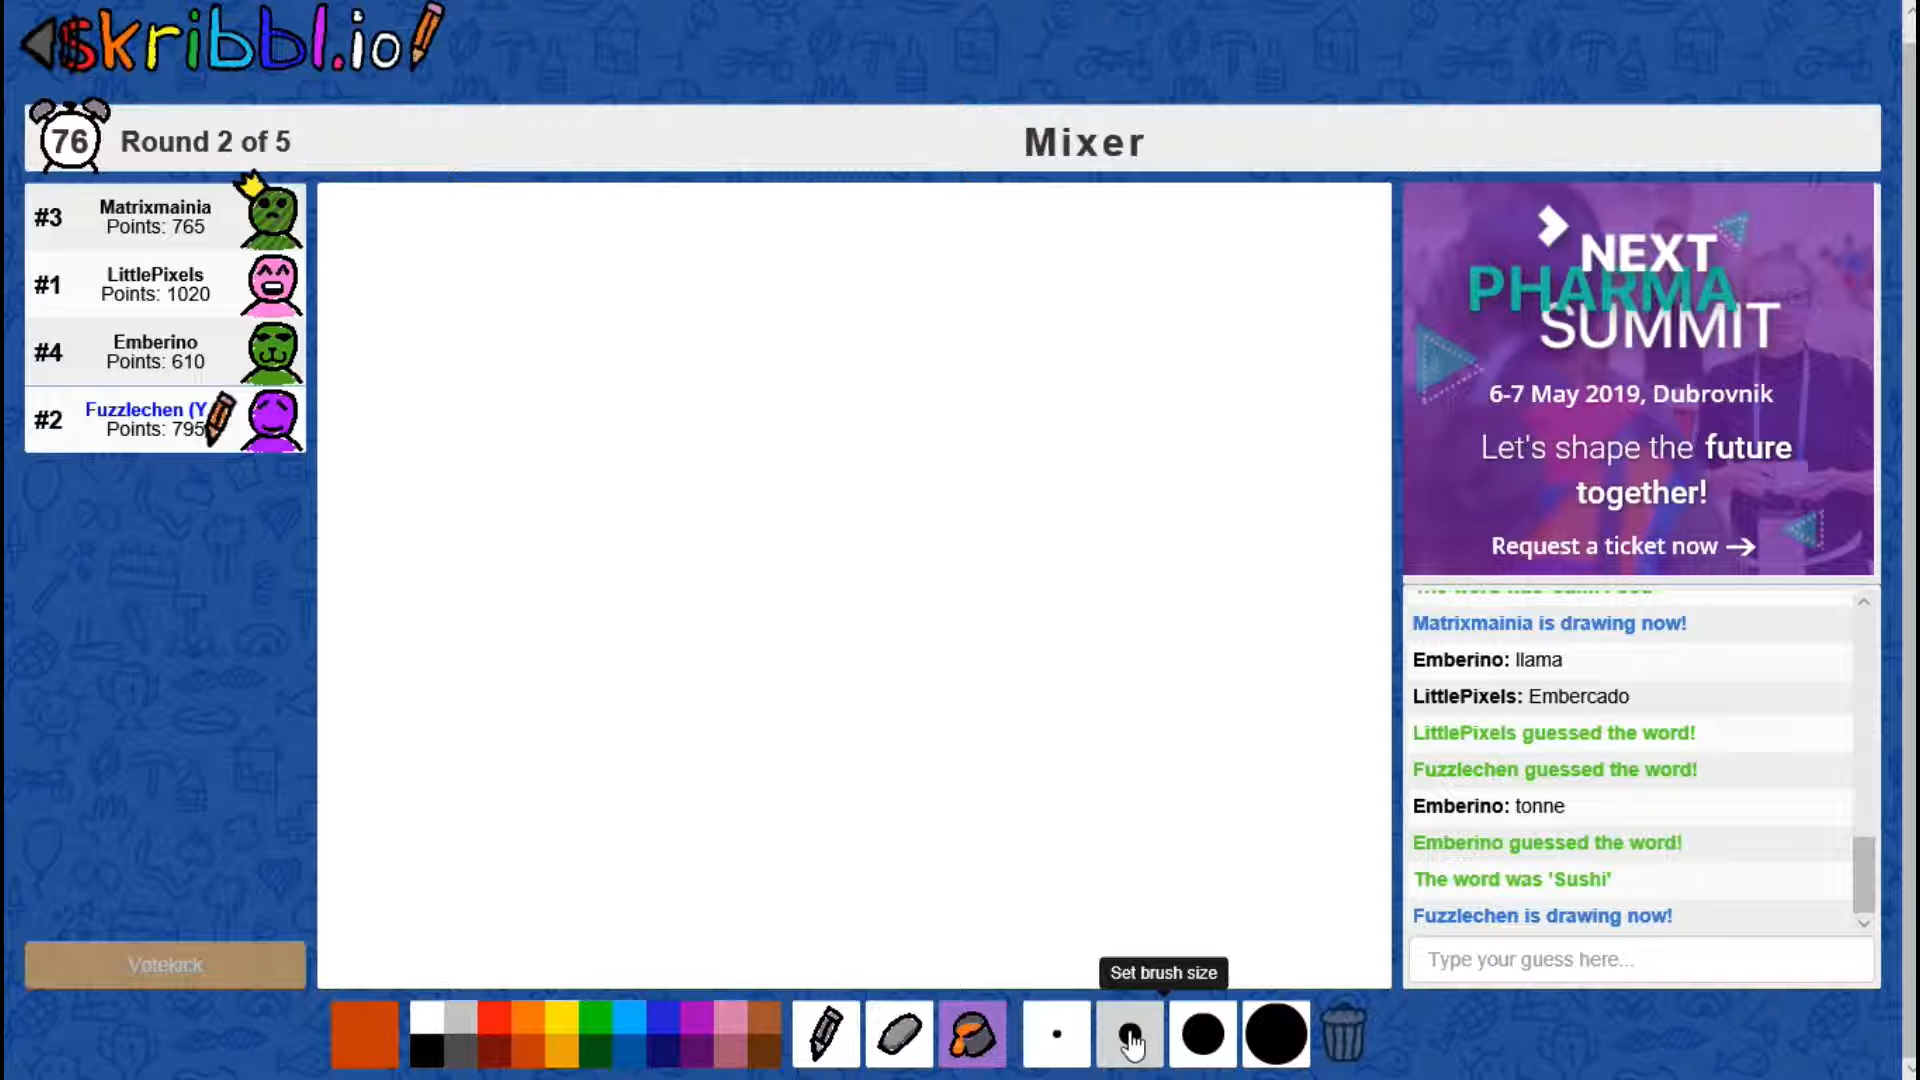 skribbl.io
76
Round 2 of 5
Mixer
#3
Matrixmainia
Points: 765
#1
LittlePixels
Points: 1020
#4
Emberino
Points: 610
#2
Fuzzlechen (Y
Points: 795
Votekick
NEXT
PHARMA
SUMMIT
6-7 May 2019, Dubrovnik
Let's shape the future
together!
Request a ticket now
Matrixmainia is drawing now!
Emberino: llama
LittlePixels: Embercado
LittlePixels guessed the word!
Fuzzlechen guessed the word!
Emberino: tonne
Emberino guessed the word!
The word was 'Sushi'
Fuzzlechen is drawing now!
Type your guess here...
Set brush size